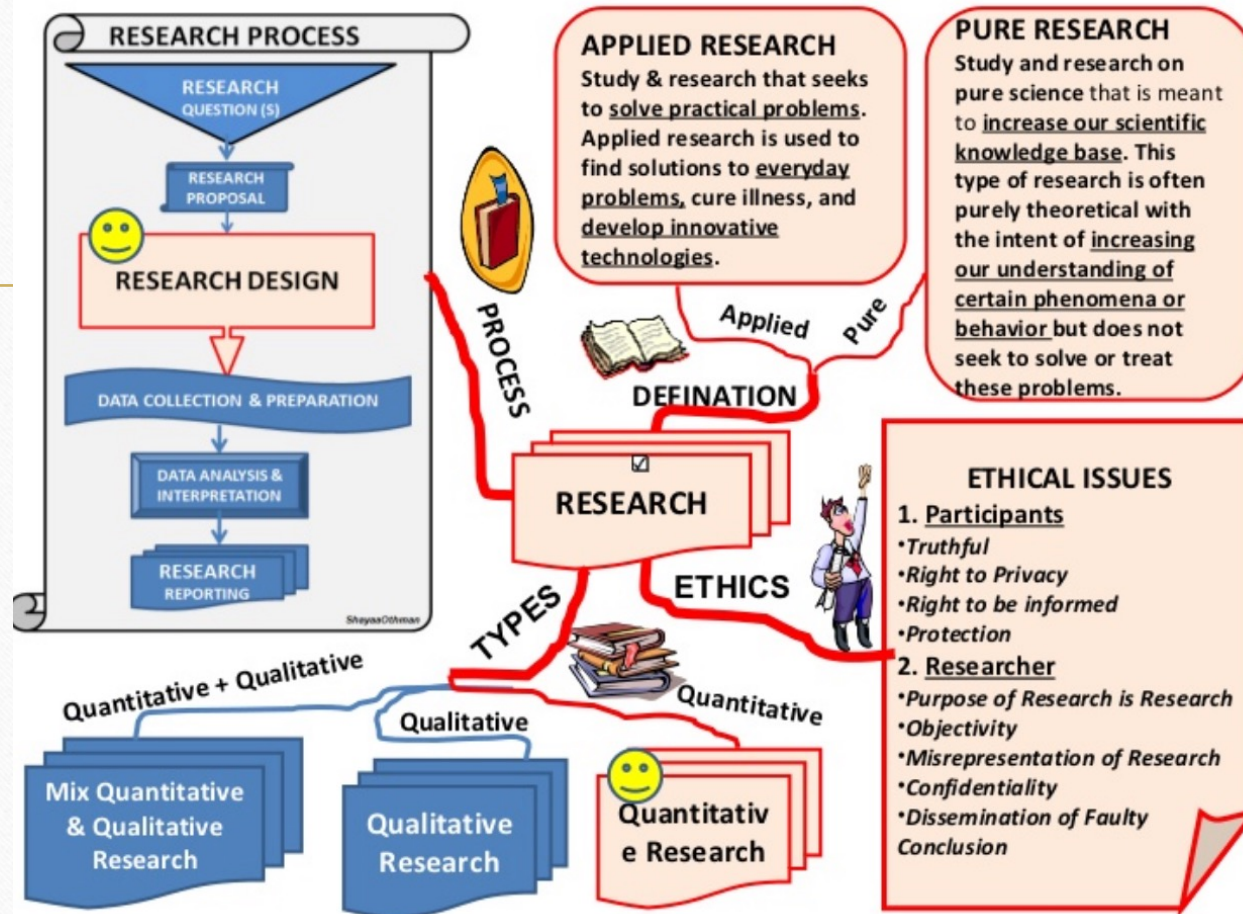 RESEARCH PROCESS
RESEARCH
QUESTION (S)
RESEARCH
PROPOSAL
RESEARCH DESIGN
DATA COLLECTION & PREPARATION
DATA ANALYSIS &
INTERPRETATION
RESEARCH
REPORTING
ShayaaOthman
APPLIED RESEARCH
Study & research that seeks
to solve practical problems.
Applied research is used to
find solutions to everyday
problems, cure illness, and
develop innovative
technologies.
PURE RESEARCH
Study and research on
pure science that is meant
to increase our scientific
knowledge base. This
type of research is often
purely theoretical with
the intent of increasing
our understanding of
certain phenomena or
behavior but does not
seek to solve or treat
these problems.
PROCESS
Applied
Pure
DEFINATION
RESEARCH
TYPES
ETHICS
ETHICAL ISSUES
1. Participants
•Truthful
•Right to Privacy
•Right to be informed
•Protection
2. Researcher
•Purpose of Research is Research
•Objectivity
•Misrepresentation of Research
•Confidentiality
•Dissemination of Faulty
Conclusion
Quantitative + Qualitative
Qualitative
Quantitative
Mix Quantitative
& Qualitative
Research
Qualitative
Research
Quantitativ
e Research